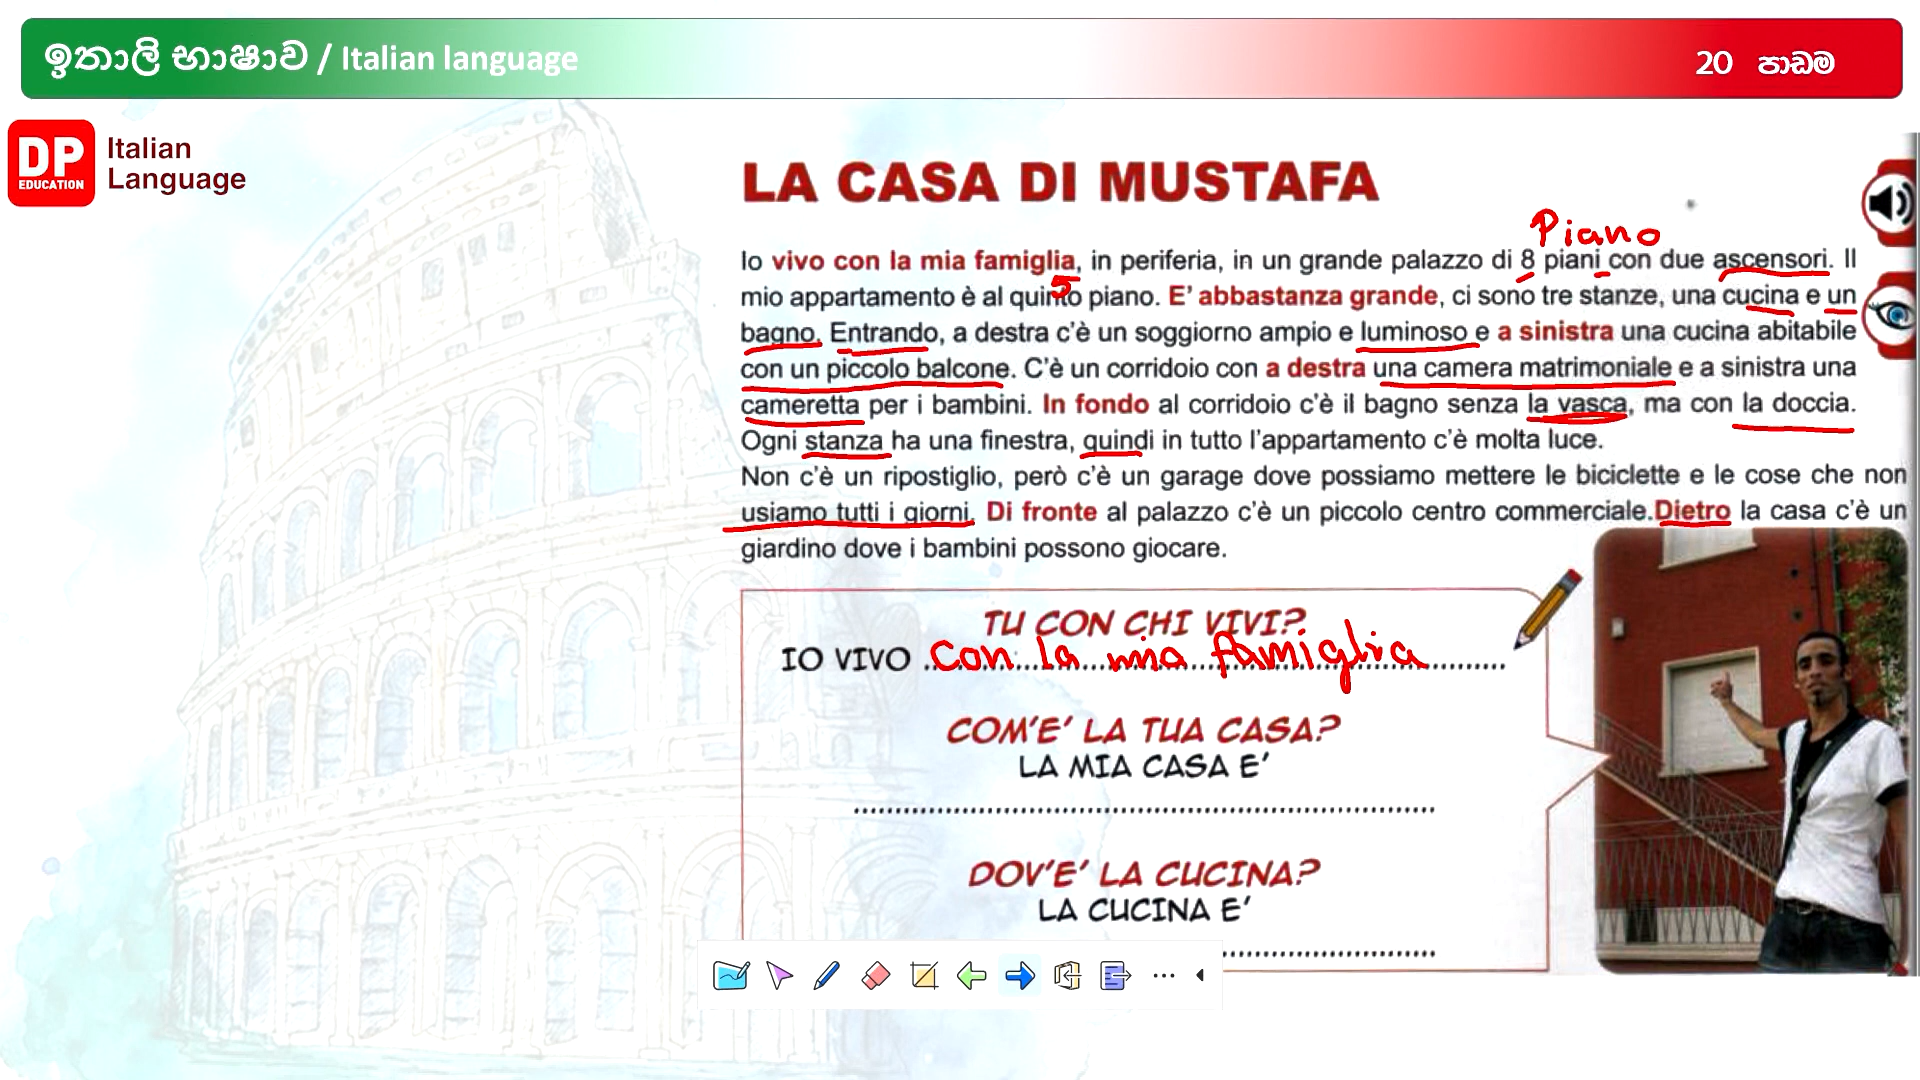 ඉතාලි භාෂාව / Italian language
20 පාඩම
DP
EDUCATION
Italian
Language
LA CASA DI MUSTAFA
Piano
Io vivo con la mia famiglia, in periferia, in un grande palazzo di 8 piani con due ascensori. Il
5
mio appartamento è al quinto piano. E' abbastanza grande, ci sono tre stanze, una cucina e un
bagno. Entrando, a destra c'è un soggiorno ampio e luminoso e a sinistra una cucina abitabile
con un piccolo balcone. C'è un corridoio con a destra una camera matrimoniale e a sinistra una
cameretta per i bambini. In fondo al corridoio c'è il bagno senza la vasca, ma con la doccia.
Ogni stanza ha una finestra, quindi in tutto l'appartamento c'è molta luce.
Non c'è un ripostiglio, però c'è un garage dove possiamo mettere le biciclette e le cose che non
usiamo tutti i giorni. Di fronte al palazzo c'è un piccolo centro commerciale.Dietro la casa c'è un
giardino dove i bambini possono giocare.
TU CON CHI VIVI?
IO VIVO con la mia famiglia
COM'E' LA TUA CASA?
LA MIA CASA E'
DOV'E' LA CUCINA?
LA CUCINA E'